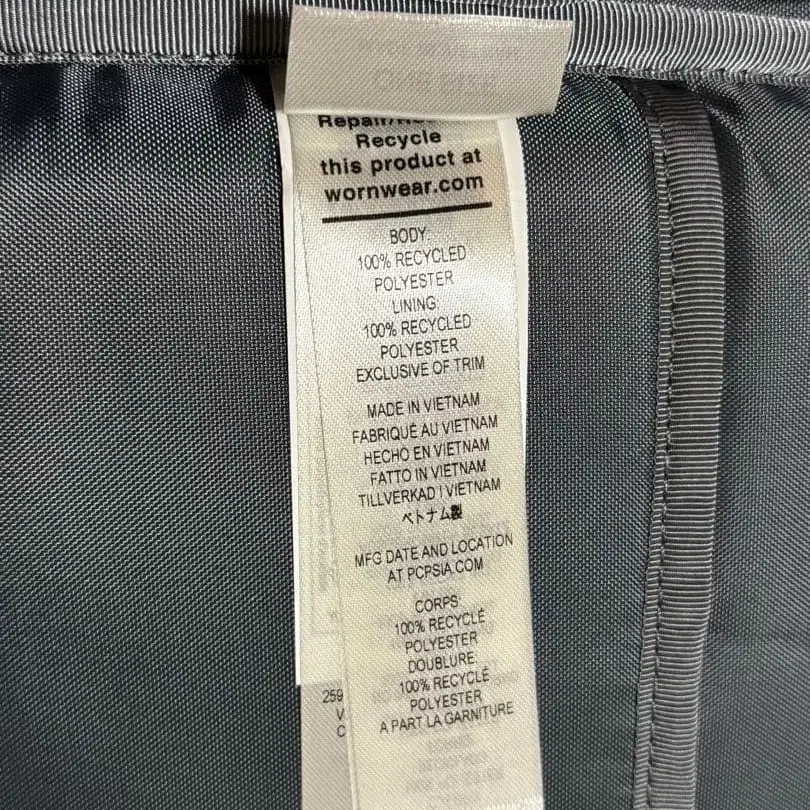 Recycle
this product at
wornwear.com
BODY:
100% RECYCLED
POLYESTER
LINING:
100% RECYCLED
POLYESTER
EXCLUSIVE OF TRIM
MADE IN VIETNAM
FABRIQUÉ AU VIETNAM
HECHO EN VIETNAM
FATTO IN VIETNAM
TILLVERKAD I VIETNAM
ベトナム製
MFG DATE AND LOCATION
AT PCPSIA.COM
CORPS:
100% RECYCLÉ
POLYESTER
DOUBLURE:
100% RECYCLÉ
POLYESTER
A PART LA GARNITURE
259
V
C